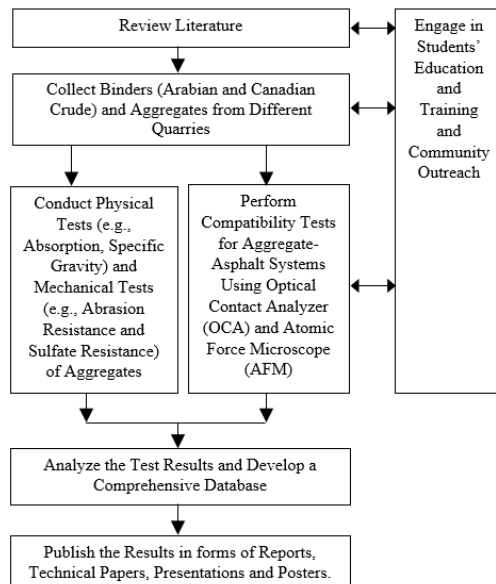 Review Literature
Collect Binders (Arabian and Canadian
Crude) and Aggregates from Different
Quarries
Engage in
Students’
Education
and
Training
and
Community
Outreach
Conduct Physical
Tests (e.g.,
Absorption, Specific
Gravity) and
Mechanical Tests
(e.g., Abrasion
Resistance and
Sulfate Resistance)
of Aggregates
Perform
Compatibility Tests
for Aggregate-
Asphalt Systems
Using Optical
Contact Analyzer
(OCA) and Atomic
Force Microscope
(AFM)
Analyze the Test Results and Develop a
Comprehensive Database
Publish the Results in forms of Reports,
Technical Papers, Presentations and Posters.